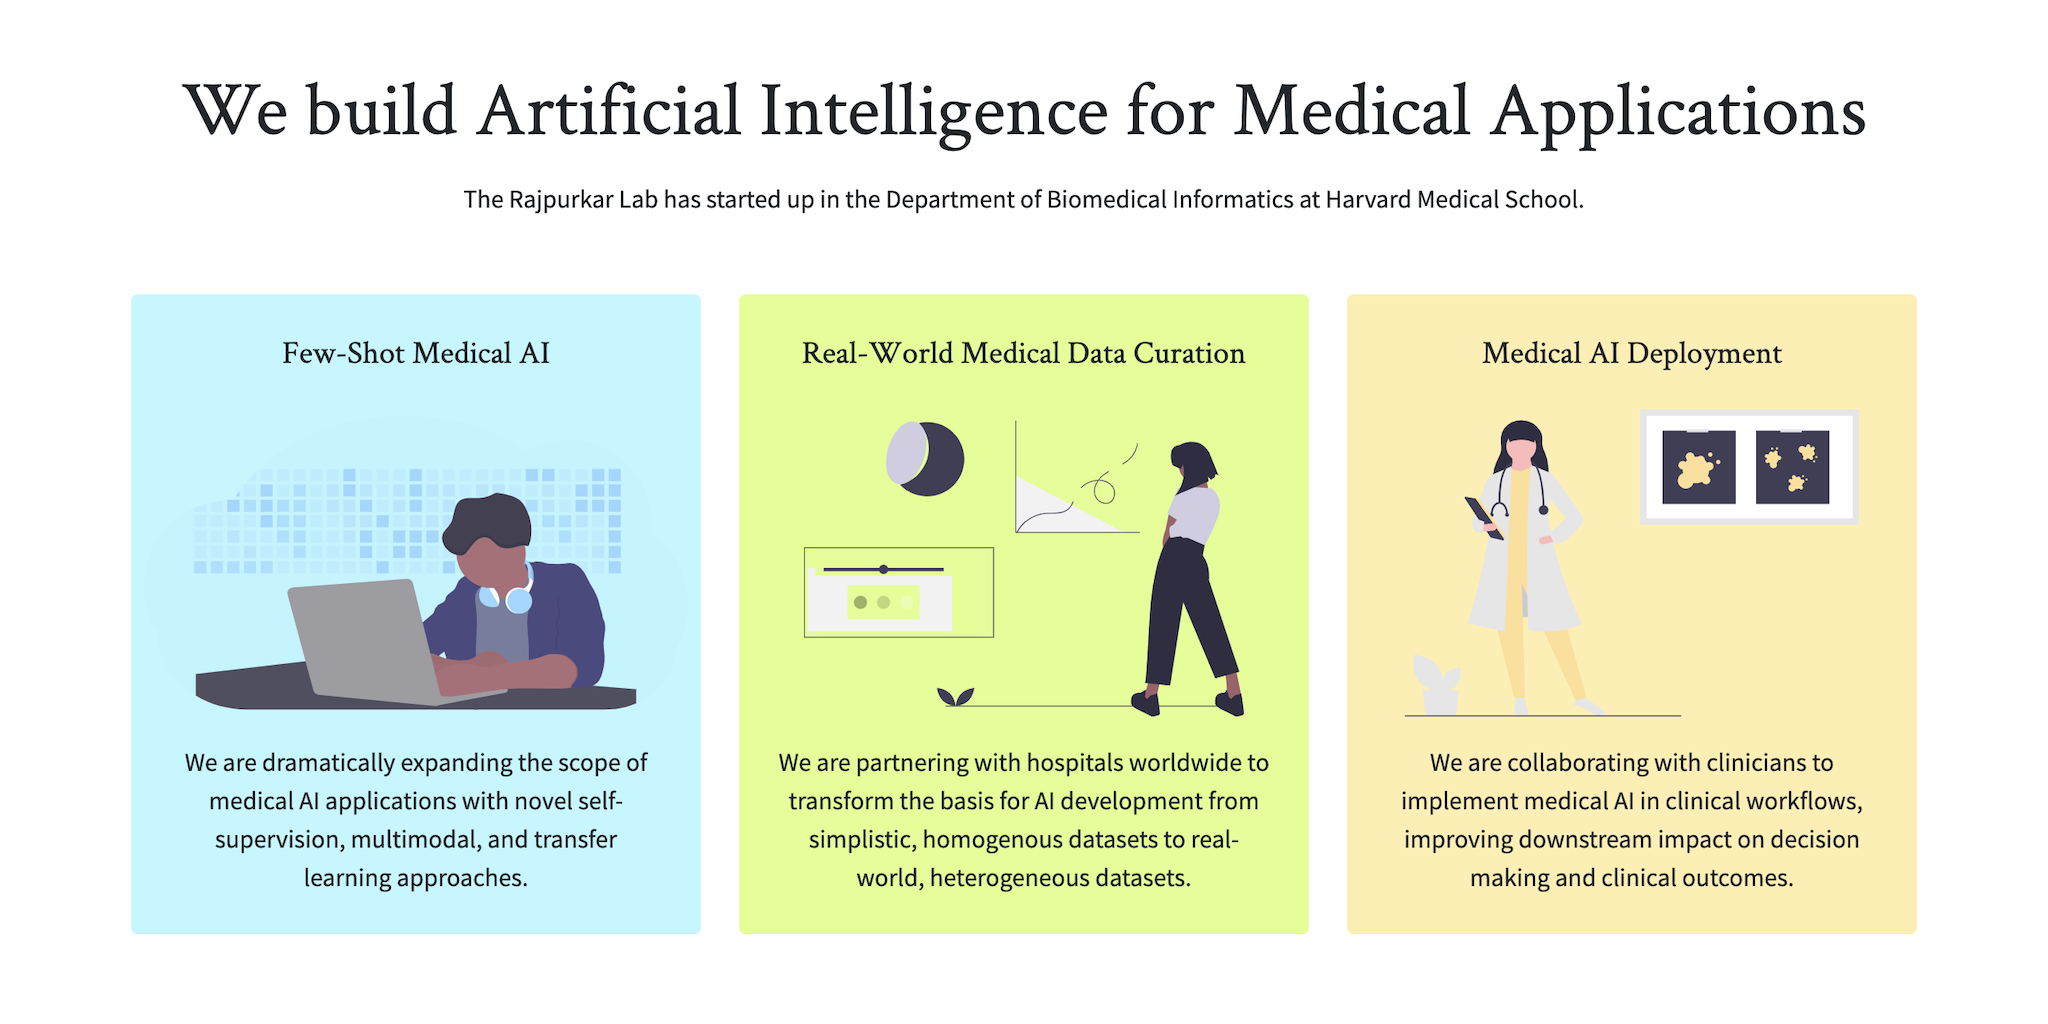 We build Artificial Intelligence for Medical Applications
The Rajpurkar Lab has started up in the Department of Biomedical Informatics at Harvard Medical School.
Few-Shot Medical AI
We are dramatically expanding the scope of
medical AI applications with novel self-
supervision, multimodal, and transfer
learning approaches.
Real-World Medical Data Curation
We are partnering with hospitals worldwide to
transform the basis for AI development from
simplistic, homogenous datasets to real-
world, heterogeneous datasets.
Medical AI Deployment
We are collaborating with clinicians to
implement medical AI in clinical workflows,
improving downstream impact on decision
making and clinical outcomes.